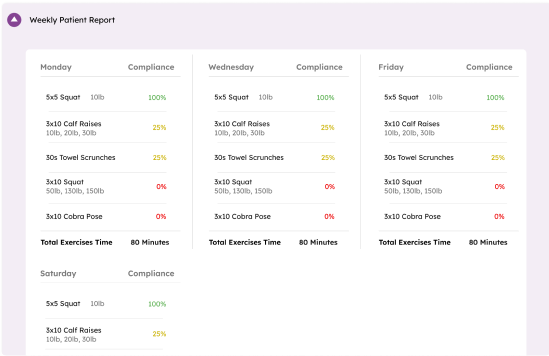 Weekly Patient Report
Monday Compliance
5x5 Squat 10lb 100%
3x10 Calf Raises
10lb, 20lb, 30lb 25%
30s Towel Scrunches 25%
3x10 Squat
50lb, 130lb, 150lb 0%
3x10 Cobra Pose 0%
Total Exercises Time 80 Minutes
Wednesday Compliance
5x5 Squat 10lb 100%
3x10 Calf Raises
10lb, 20lb, 30lb 25%
30s Towel Scrunches 25%
3x10 Squat
50lb, 130lb, 150lb 0%
3x10 Cobra Pose 0%
Total Exercises Time 80 Minutes
Friday Compliance
5x5 Squat 10lb 100%
3x10 Calf Raises
10lb, 20lb, 30lb 25%
30s Towel Scrunches 25%
3x10 Squat
50lb, 130lb, 150lb 0%
3x10 Cobra Pose 0%
Total Exercises Time 80 Minutes
Saturday Compliance
5x5 Squat 10lb 100%
3x10 Calf Raises
10lb, 20lb, 30lb 25%